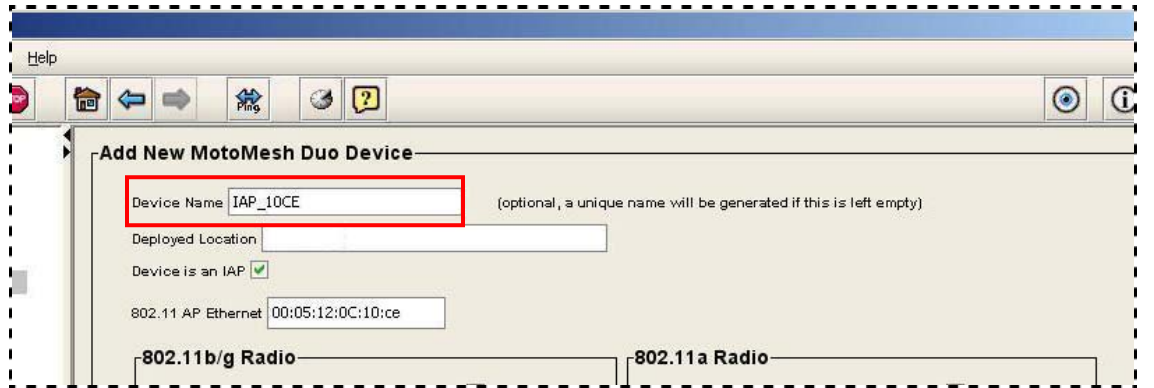 Help
STOP Ping ?
Add New MotoMesh Duo Device
Device Name IAP_10CE (optional, a unique name will be generated if this is left empty)
Deployed Location
Device is an IAP
802.11 AP Ethernet 00:05:12:0C:10:ce
802.11b/g Radio 802.11a Radio